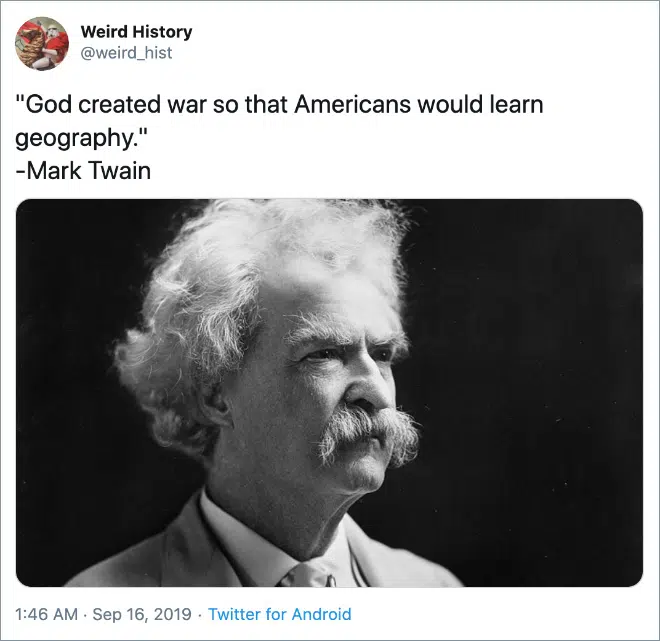 Weird History
@weird_hist
"God created war so that Americans would learn
geography."
-Mark Twain
1:46 AM · Sep 16, 2019 · Twitter for Android